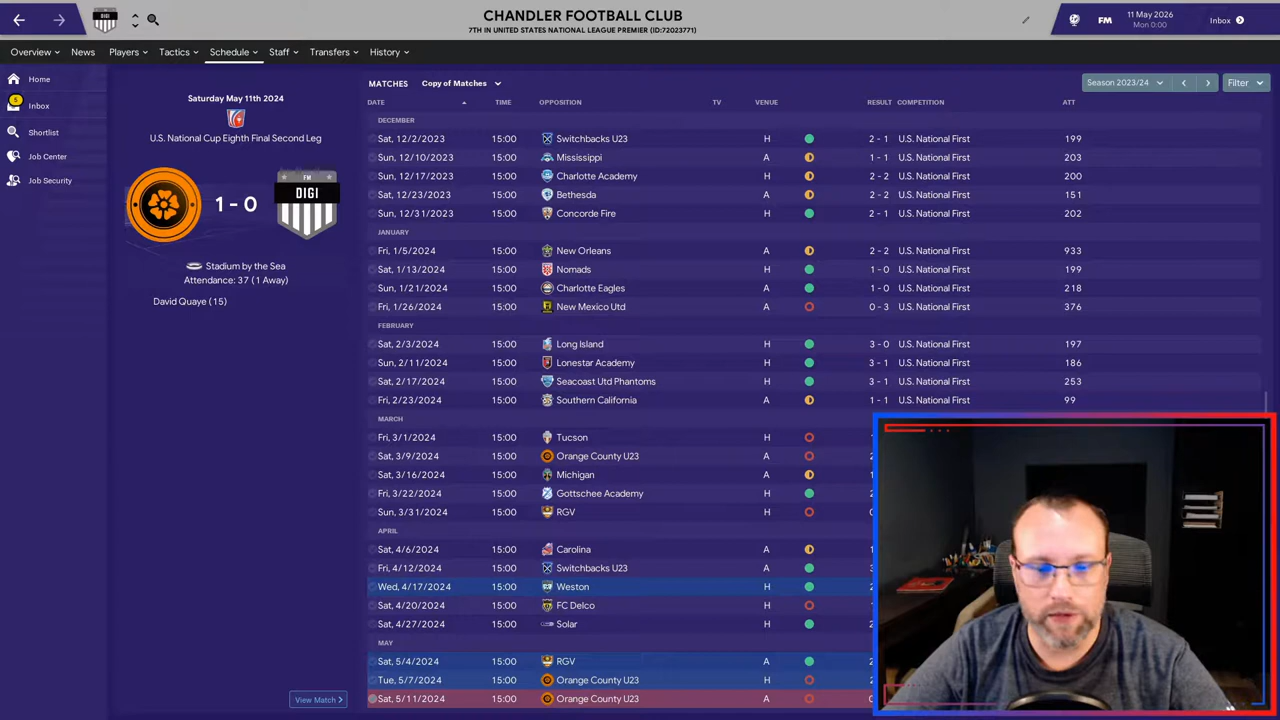 CHANDLER FOOTBALL CLUB
7TH IN UNITED STATES NATIONAL LEAGUE PREMIER (ID:72023771)
DIGI
FM
11 May 2026
Mon 0:00
Inbox
Overview
News
Players
Tactics
Schedule
Staff
Transfers
History
Home
5
Inbox
Shortlist
Job Center
Job Security
Saturday May 11th 2024
U.S. National Cup Eighth Final Second Leg
1 - 0
FM
DIGI
Stadium by the Sea
Attendance: 37 (1 Away)
David Quaye (15)
View Match
MATCHES Copy of Matches
Season 2023/24
Filter
DATE TIME OPPOSITION TV VENUE RESULT COMPETITION ATT
DECEMBER
Sat, 12/2/2023 15:00 Switchbacks U23 H 2 - 1 U.S. National First 199
Sun, 12/10/2023 15:00 Mississippi A 1 - 1 U.S. National First 203
Sun, 12/17/2023 15:00 Charlotte Academy H 2 - 2 U.S. National First 200
Sat, 12/23/2023 15:00 Bethesda A 2 - 2 U.S. National First 151
Sun, 12/31/2023 15:00 Concorde Fire H 2 - 1 U.S. National First 202
JANUARY
Fri, 1/5/2024 15:00 New Orleans A 2 - 2 U.S. National First 933
Sat, 1/13/2024 15:00 Nomads H 1 - 0 U.S. National First 199
Sun, 1/21/2024 15:00 Charlotte Eagles A 1 - 0 U.S. National First 218
Fri, 1/26/2024 15:00 New Mexico Utd A 0 - 3 U.S. National First 376
FEBRUARY
Sat, 2/3/2024 15:00 Long Island H 3 - 0 U.S. National First 197
Sun, 2/11/2024 15:00 Lonestar Academy H 3 - 1 U.S. National First 186
Sat, 2/17/2024 15:00 Seacoast Utd Phantoms H 3 - 1 U.S. National First 253
Fri, 2/23/2024 15:00 Southern California A 1 - 1 U.S. National First 99
MARCH
Fri, 3/1/2024 15:00 Tucson H
Sat, 3/9/2024 15:00 Orange County U23 A
Sat, 3/16/2024 15:00 Michigan A
Fri, 3/22/2024 15:00 Gottschee Academy H
Sun, 3/31/2024 15:00 RGV H
APRIL
Sat, 4/6/2024 15:00 Carolina A
Fri, 4/12/2024 15:00 Switchbacks U23 A
Wed, 4/17/2024 15:00 Weston H
Sat, 4/20/2024 15:00 FC Delco H
Sat, 4/27/2024 15:00 Solar H
MAY
Sat, 5/4/2024 15:00 RGV A
Tue, 5/7/2024 15:00 Orange County U23 H
Sat, 5/11/2024 15:00 Orange County U23 A